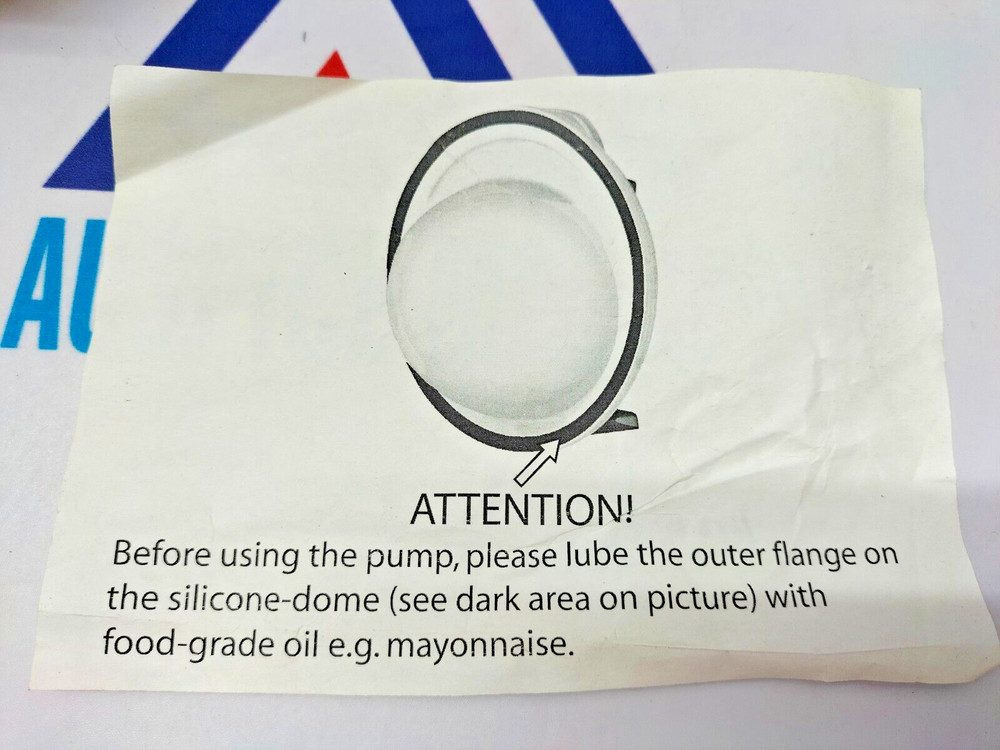 AU
ATTENTION!
Before using the pump, please lube the outer flange on
the silicone-dome (see dark area on picture) with
food-grade oil e.g. mayonnaise.